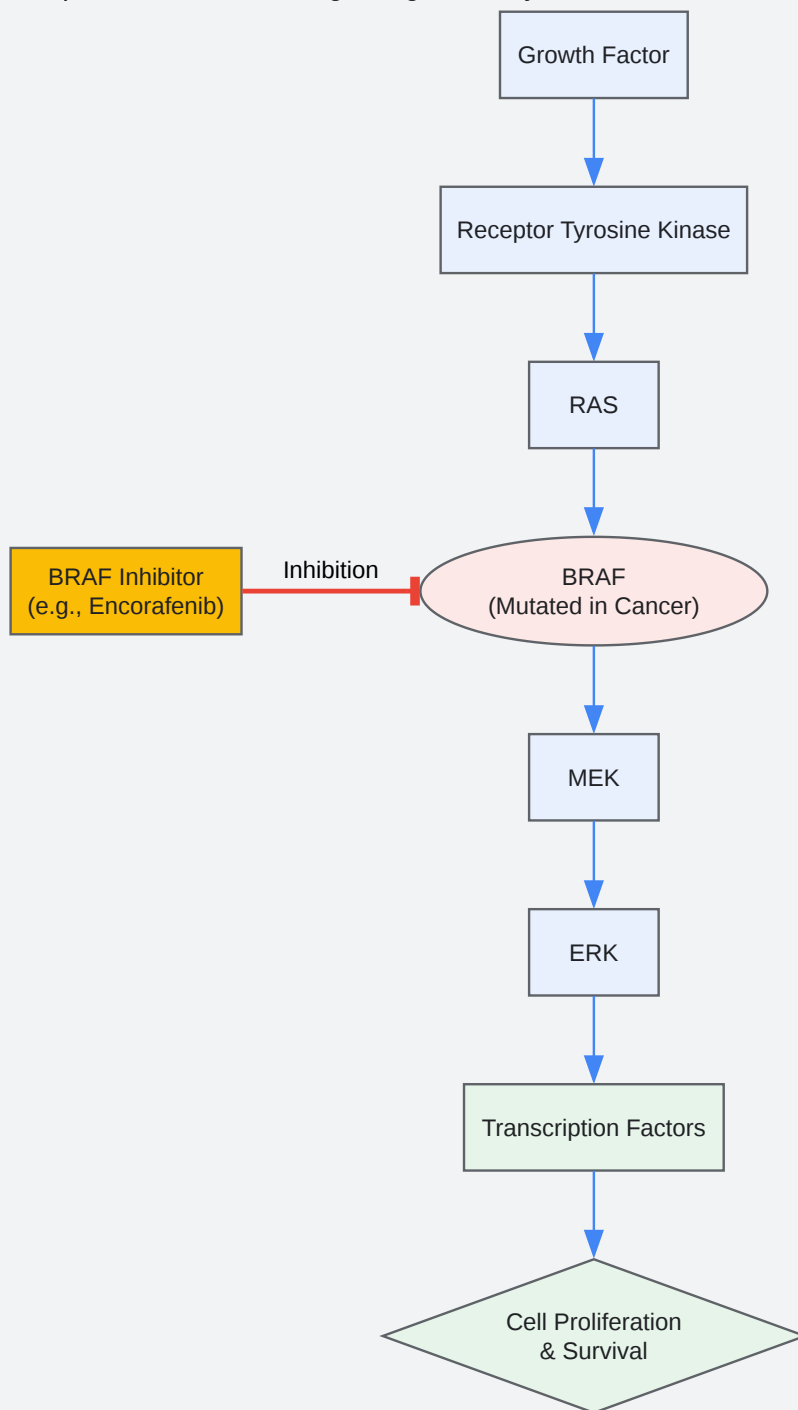 Growth Factor
Receptor Tyrosine Kinase
RAS
BRAF Inhibitor
(e.g., Encorafenib)
Inhibition
BRAF
(Mutated in Cancer)
MEK
ERK
Transcription Factors
Cell Proliferation
& Survival